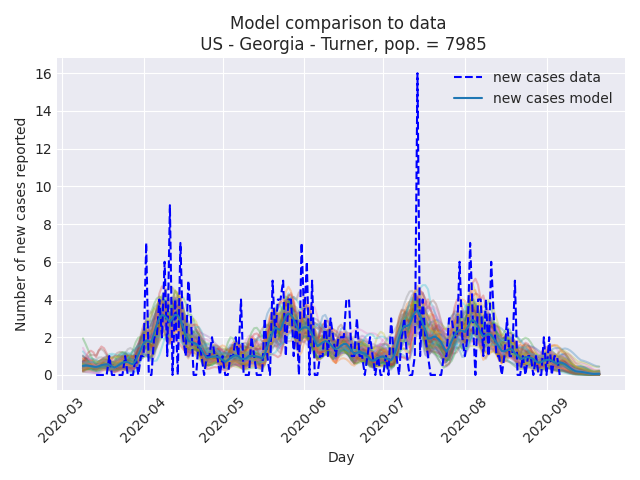 Model comparison to data
US - Georgia - Turner, pop. = 7985
new cases data
new cases model
Number of new cases reported
16
14
12
10
8
6
4
2
0
2020-03
2020-04
2020-05
2020-06
2020-07
2020-08
2020-09
Day